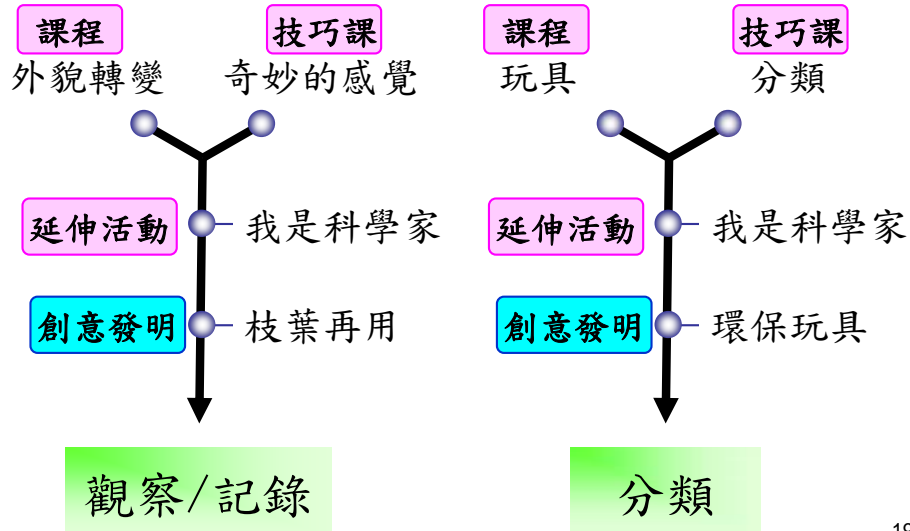 課程
技巧課
外貌轉變
奇妙的感覺
延伸活動
我是科學家
創意發明
枝葉再用
觀察/記錄
課程
技巧課
玩具
分類
延伸活動
我是科學家
創意發明
環保玩具
分類